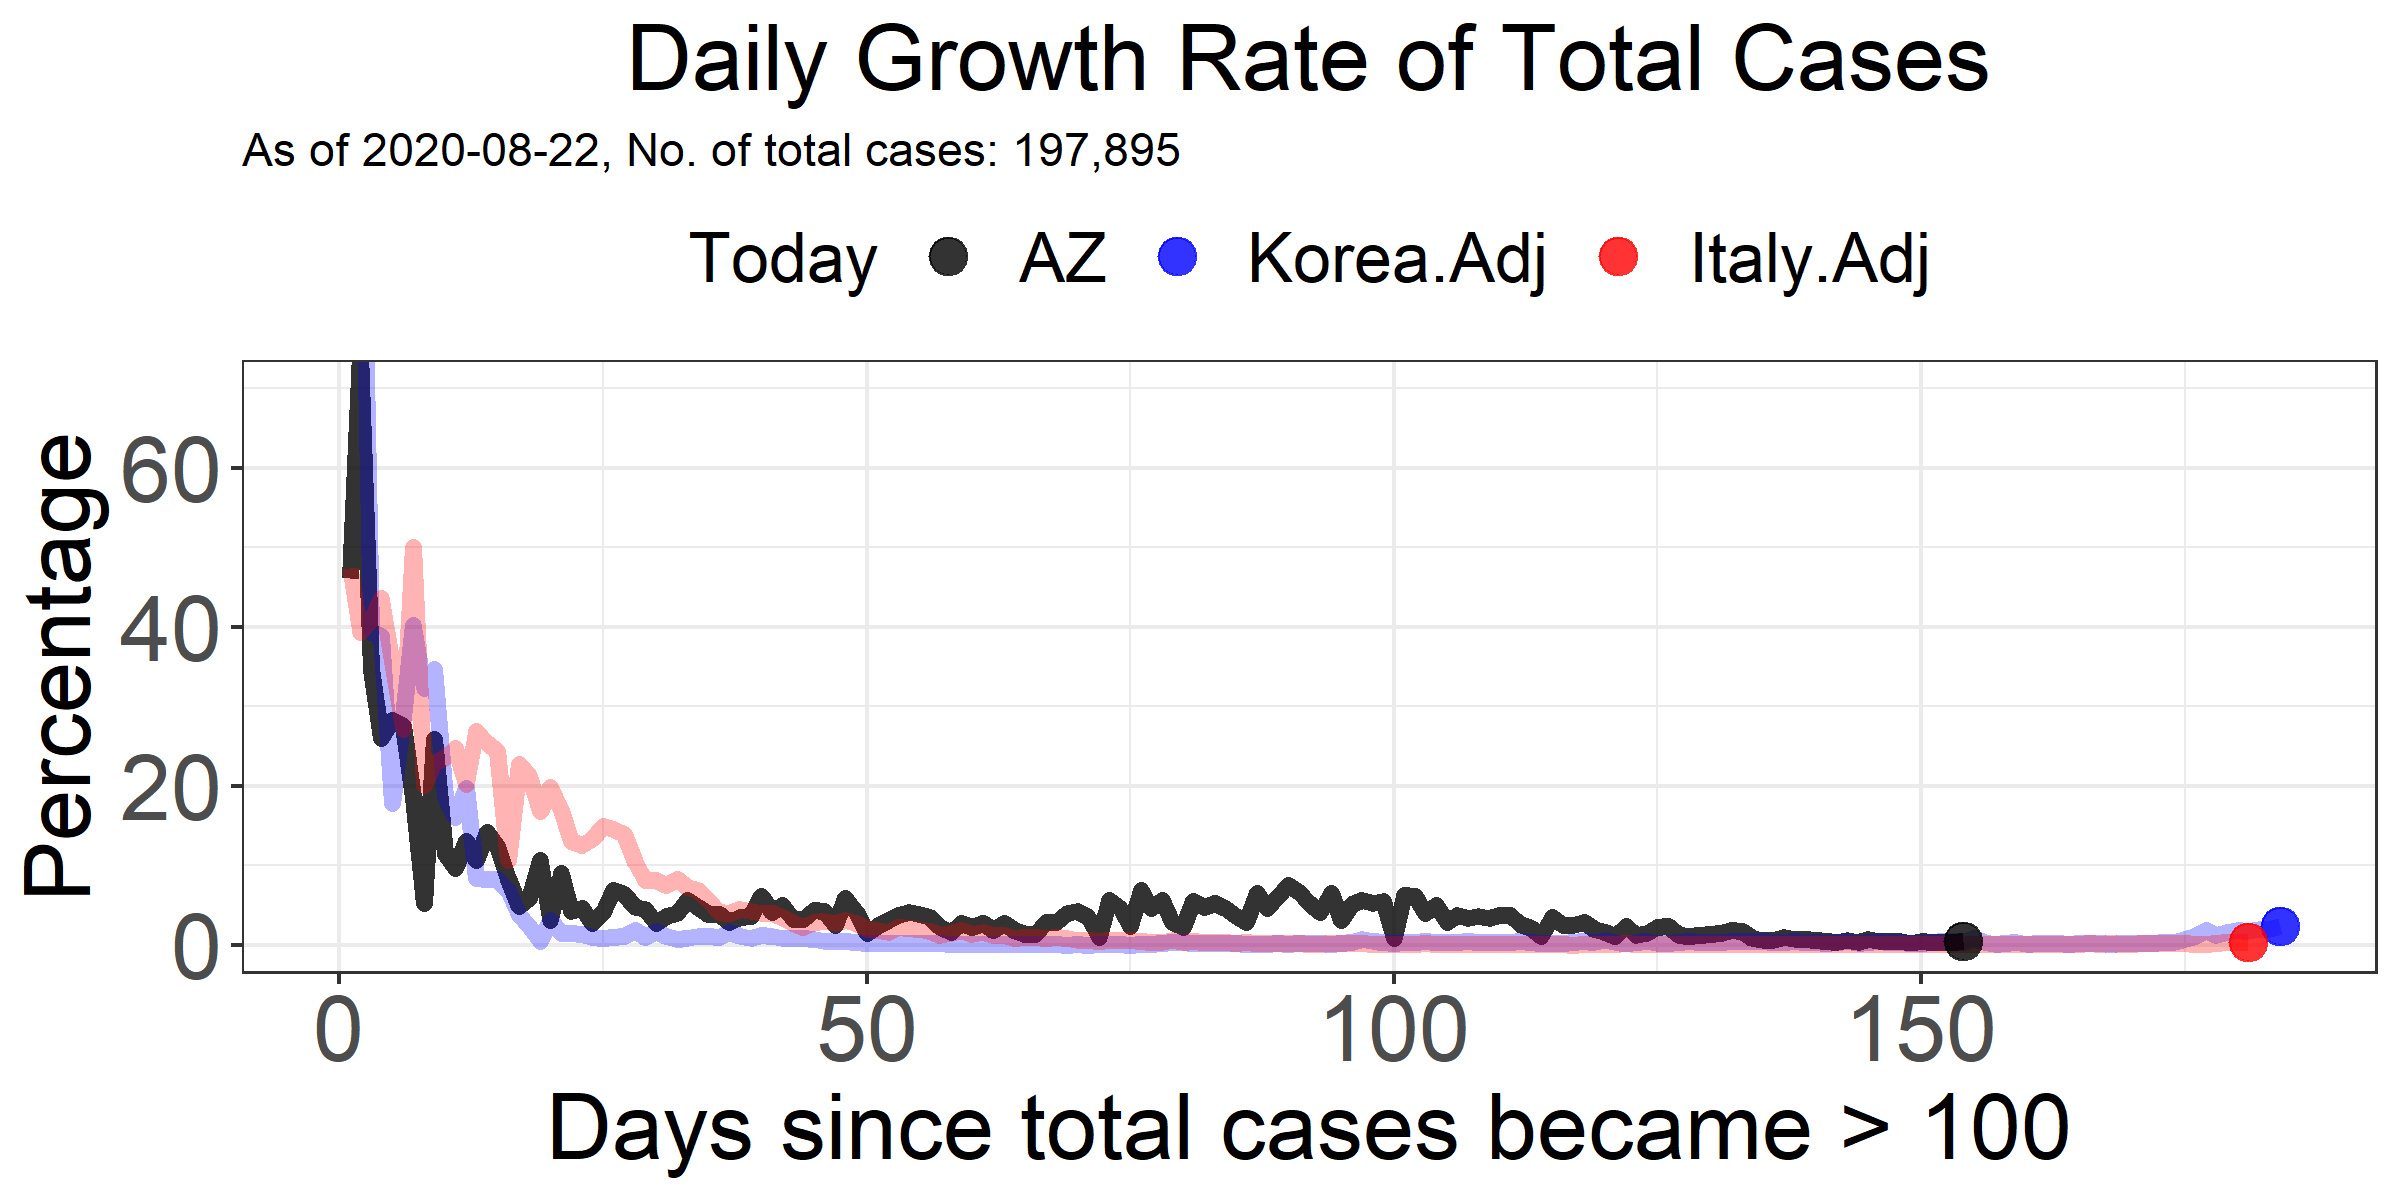 Daily Growth Rate of Total Cases
As of 2020-08-22, No. of total cases: 197,895
Today AZ Korea.Adj Italy.Adj
Percentage
60
40
20
0
0 50 100 150
Days since total cases became > 100